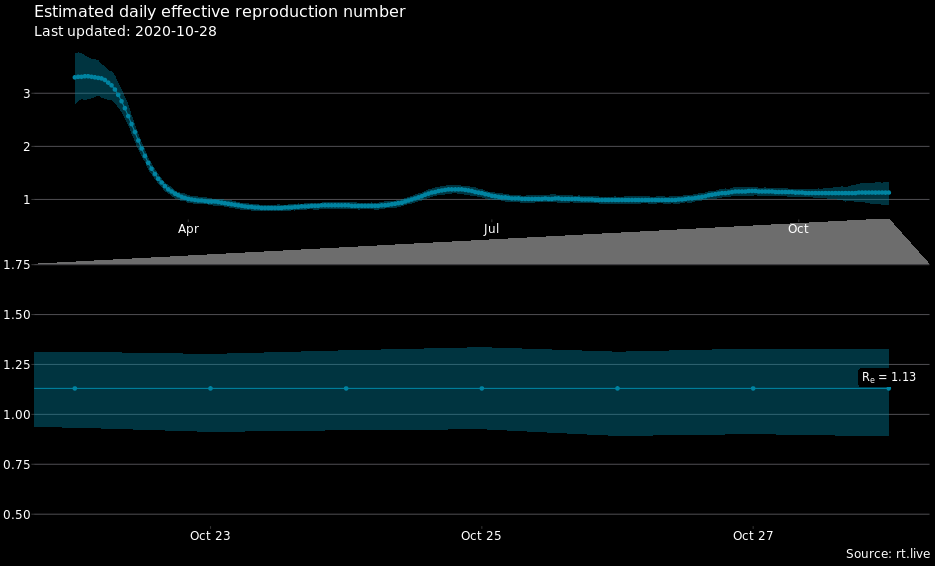 Estimated daily effective reproduction number
Last updated: 2020-10-28
3
2
1
Apr Jul Oct
1.75
1.50
1.25
Rₑ = 1.13
1.00
0.75
0.50
Oct 23 Oct 25 Oct 27
Source: rt.live